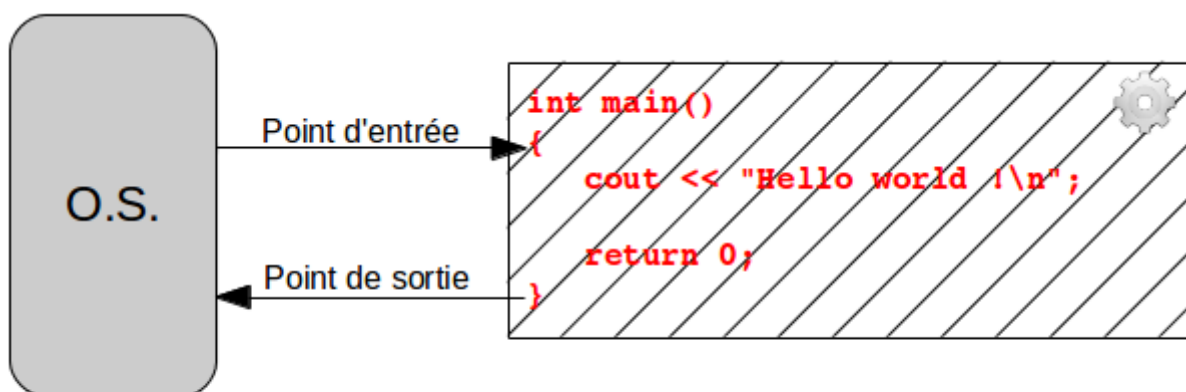 O.S.
Point d'entrée
Point de sortie
int main()
{
cout << "Hello world !\n";
return 0;
}